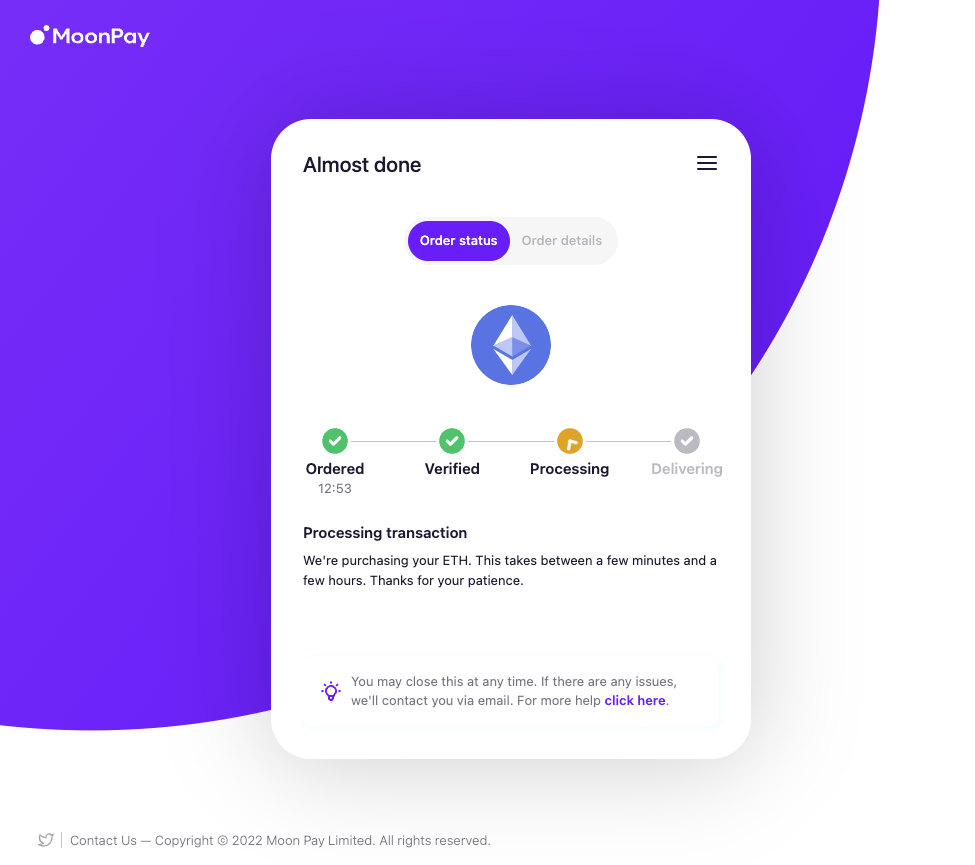 MoonPay
Almost done
Order status Order details
Ordered Verified Processing Delivering
12:53
Processing transaction
We're purchasing your ETH. This takes between a few minutes and a
few hours. Thanks for your patience.
You may close this at any time. If there are any issues,
we'll contact you via email. For more help click here.
Contact Us — Copyright © 2022 Moon Pay Limited. All rights reserved.